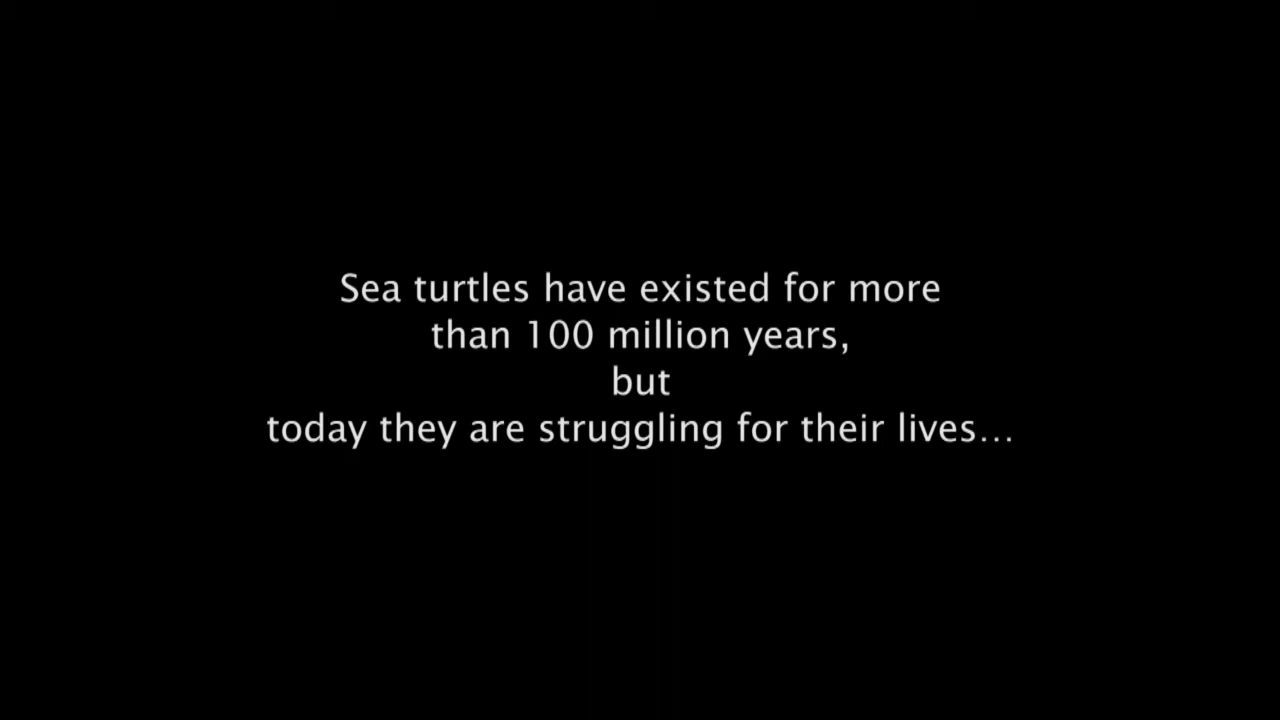 Sea turtles have existed for more
than 100 million years,
but
today they are struggling for their lives...